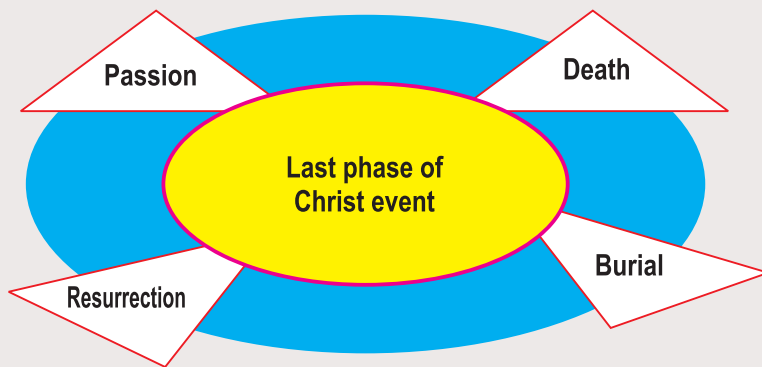 Passion
Death
Last phase of
Christ event
Burial
Resurrection